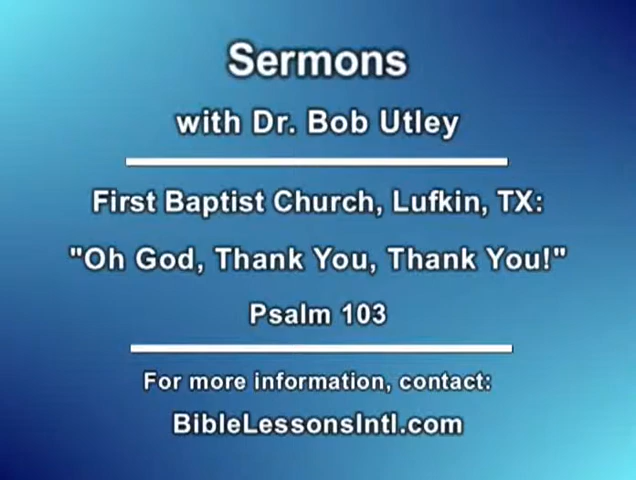 Sermons
with Dr. Bob Utley
First Baptist Church, Lufkin, TX:
"Oh God, Thank You, Thank You!"
Psalm 103
For more information, contact:
BibleLessonsIntl.com